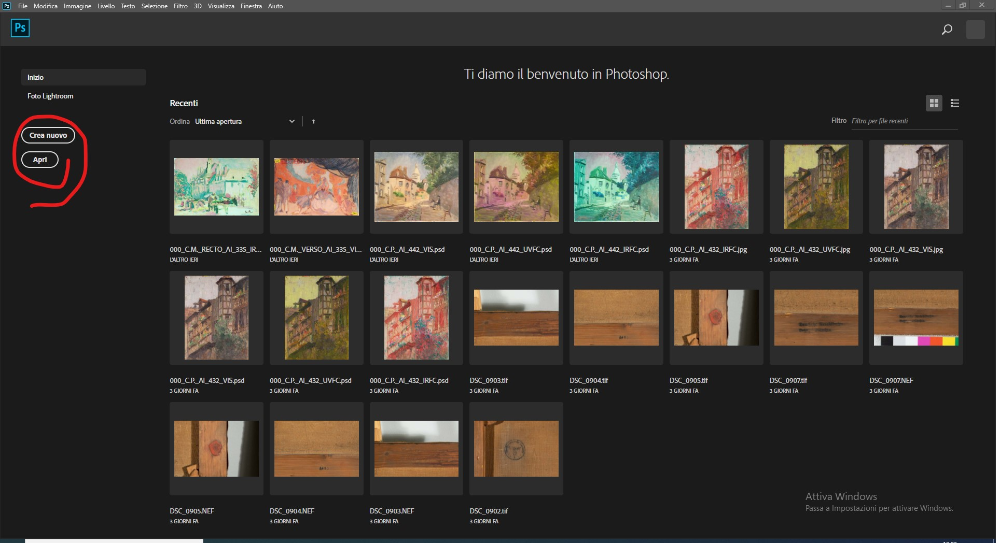 Ps File Modifica Immagine Livello Testo Selezione Filtro 3D Visualizza Finestra Aiuto
Ps
Inizio
Foto Lightroom
Crea nuovo
Apri
Ti diamo il benvenuto in Photoshop.
Recenti
Ordina Ultima apertura
Filtro Filtra per file recenti
000_C.M._RECTO_AI_335_IR... 000_C.M._VERSO_AI_335_VI... 000_C.P._AI_442_VIS.psd 000_C.P._AI_442_UVFC.psd 000_C.P._AI_442_IRFC.psd 000_C.P._AI_432_IRFC.jpg 000_C.P._AI_432_UVFC.jpg 000_C.P._AI_432_VIS.jpg
L'ALTRO IERI L'ALTRO IERI L'ALTRO IERI L'ALTRO IERI L'ALTRO IERI 3 GIORNI FA 3 GIORNI FA 3 GIORNI FA
000_C.P._AI_432_VIS.psd 000_C.P._AI_432_UVFC.psd 000_C.P._AI_432_IRFC.psd DSC_0903.tif DSC_0904.tif DSC_0905.tif DSC_0907.tif DSC_0907.NEF
3 GIORNI FA 3 GIORNI FA 3 GIORNI FA 3 GIORNI FA 3 GIORNI FA 3 GIORNI FA 3 GIORNI FA 3 GIORNI FA
DSC_0905.NEF DSC_0904.NEF DSC_0903.NEF DSC_0902.tif
3 GIORNI FA 3 GIORNI FA 3 GIORNI FA 3 GIORNI FA
Attiva Windows
Passa a Impostazioni per attivare Windows.